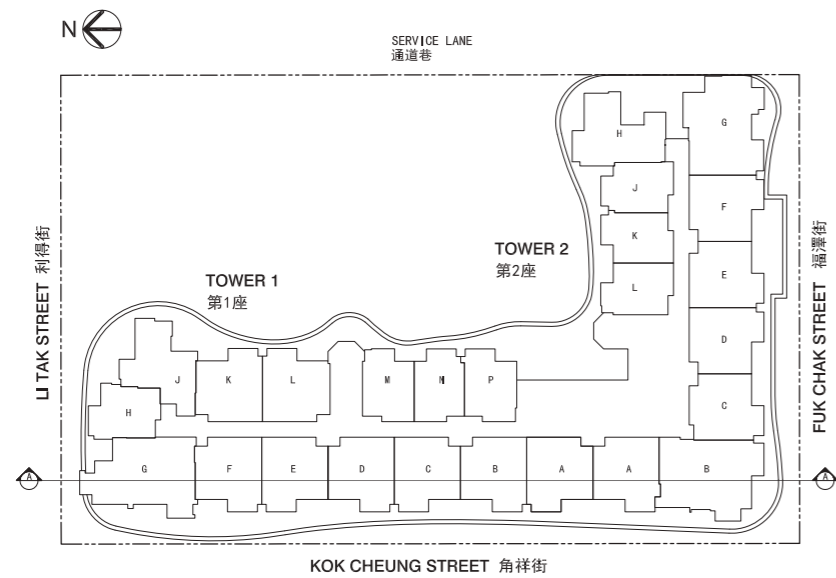 N
SERVICE LANE
通道巷
H
G
J
F
K
TOWER 2
第2座
E
L
LI TAK STREET 利得街
FUK CHAK STREET 福澤街
TOWER 1
第1座
D
J
K
L
M
N
P
C
H
G
F
E
D
C
B
A
A
B
A
A
KOK CHEUNG STREET 角祥街